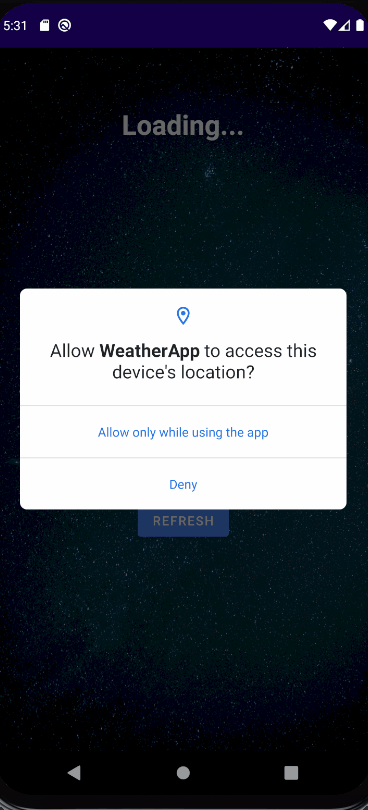 5:31
Loading...
Allow WeatherApp to access this
device's location?
Allow only while using the app
Deny
REFRESH